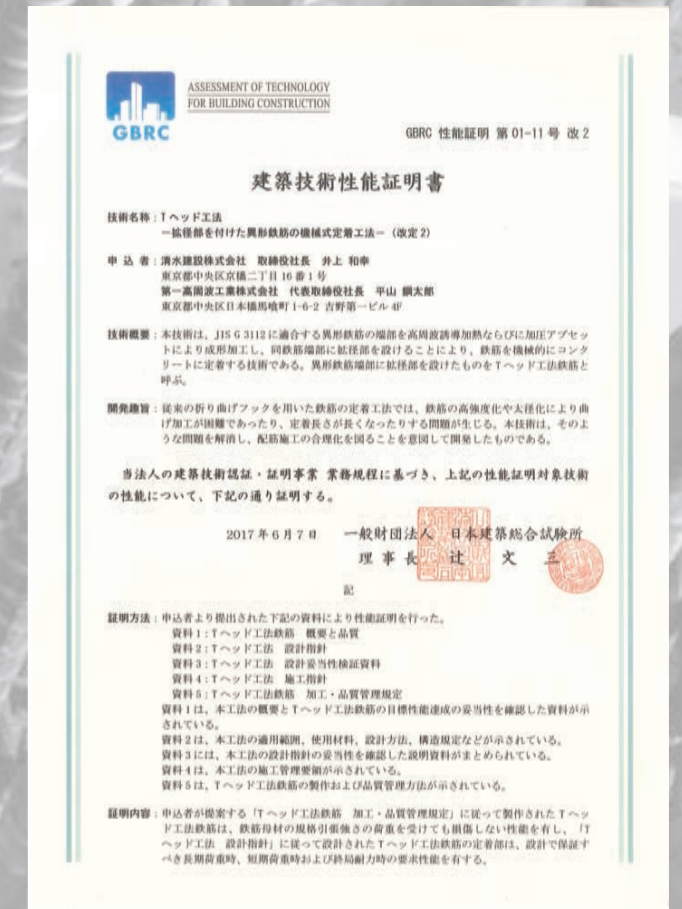 ASSESSMENT OF TECHNOLOGY
FOR BUILDING CONSTRUCTION
GBRC
GBRC 性能証明 第 01-11 号 改 2
建築技術性能証明書
技術名称：Tヘッド工法
－拡径部を付けた異形鉄筋の機械式定着工法－（改定 2）
申 込 者：清水建設株式会社 取締役社長 井上 和幸
東京都中央区京橋二丁目 16 番 1 号
第一高周波工業株式会社 代表取締役社長 平山 鋼太郎
東京都中央区日本橋馬喰町 1-6-2 吉野第一ビル 4F
技術概要：本技術は、JIS G 3112 に適合する異形鉄筋の端部を高周波誘導加熱ならびに加圧アプセッ
トにより成形加工し、同鉄筋端部に拡径部を設けることにより、鉄筋を機械的にコンク
リートに定着する技術である。異形鉄筋端部に拡径部を設けたものをTヘッド工法鉄筋と
呼ぶ。
開発趣旨：従来の折り曲げフックを用いた鉄筋の定着工法では、鉄筋の高強度化や太径化により曲
げ加工が困難であったり、定着長さが長くなったりする問題が生じる。本技術は、そのよ
うな問題を解消し、配筋施工の合理化を図ることを意図して開発したものである。
当法人の建築技術認証・証明事業 業務規程に基づき、上記の性能証明対象技術
の性能について、下記の通り証明する。
2017 年 6 月 7 日 一般財団法人 日本建築総合試験所
理 事 長 辻 文 三
記
証明方法：申込者より提出された下記の資料により性能証明を行った。
資料 1：Tヘッド工法鉄筋 概要と品質
資料 2：Tヘッド工法 設計指針
資料 3：Tヘッド工法 設計妥当性検証資料
資料 4：Tヘッド工法 施工指針
資料 5：Tヘッド工法鉄筋 加工・品質管理規定
資料 1 は、本工法の概要とTヘッド工法鉄筋の目標性能達成の妥当性を確認した資料が示
されている。
資料 2 は、本工法の適用範囲、使用材料、設計方法、構造規定などが示されている。
資料 3 には、本工法の設計指針の妥当性を確認した説明資料がまとめられている。
資料 4 は、本工法の施工管理要領が示されている。
資料 5 は、Tヘッド工法鉄筋の製作および品質管理方法が示されている。
証明内容：申込者が提案する「Tヘッド工法鉄筋 加工・品質管理規定」に従って製作されたTヘッ
ド工法鉄筋は、鉄筋母材の規格引張強さの荷重を受けても損傷しない性能を有し、「T
ヘッド工法 設計指針」に従って設計されたTヘッド工法鉄筋の定着部は、設計で保証す
べき長期荷重時、短期荷重時および終局耐力時の要求性能を有する。